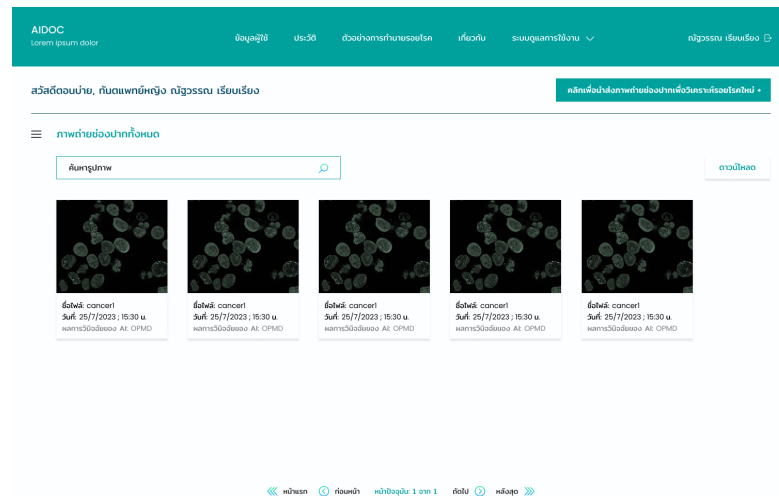 AIDOC
Lorem ipsum dolor
ข้อมูลผู้ใช้ ประวัติ ตัวอย่างการทำนายรอยโรค เกี่ยวกับ ระบบดูแลการใช้งาน
ณัฐวรรณ เรียบเรียง
สวัสดีตอนบ่าย, ทันตแพทย์หญิง ณัฐวรรณ เรียบเรียง
คลิกเพื่อนำส่งภาพถ่ายช่องปากเพื่อวิเคราะห์รอยโรคใหม่ +
ภาพถ่ายช่องปากทั้งหมด
ค้นหารูปภาพ
ดาวน์โหลด
ชื่อไฟล์: cancer1
วันที่: 25/7/2023 ; 15:30 น.
ผลการวินิจฉัยของ AI: OPMD
ชื่อไฟล์: cancer1
วันที่: 25/7/2023 ; 15:30 น.
ผลการวินิจฉัยของ AI: OPMD
ชื่อไฟล์: cancer1
วันที่: 25/7/2023 ; 15:30 น.
ผลการวินิจฉัยของ AI: OPMD
ชื่อไฟล์: cancer1
วันที่: 25/7/2023 ; 15:30 น.
ผลการวินิจฉัยของ AI: OPMD
ชื่อไฟล์: cancer1
วันที่: 25/7/2023 ; 15:30 น.
ผลการวินิจฉัยของ AI: OPMD
หน้าแรก ก่อนหน้า หน้าปัจจุบัน: 1 จาก 1 ถัดไป หลังสุด